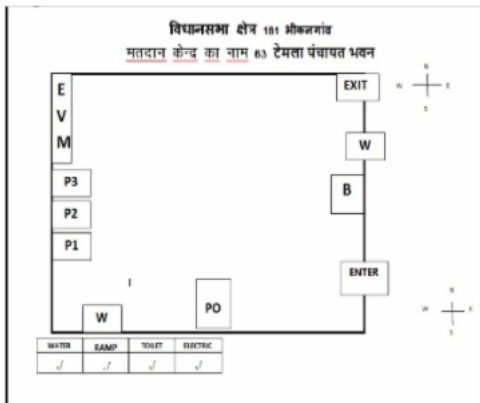 विधानसभा क्षेत्र 181 भीकनगांव
मतदान केन्द्र का नाम 63 टेमला पंचायत भवन
E
V
M
EXIT
N
W E
S
W
P3
B
P2
P1
ENTER
I
PO
W
N
W E
S
WATER RAMP TOILET ELECTRIC
√ √ √ √